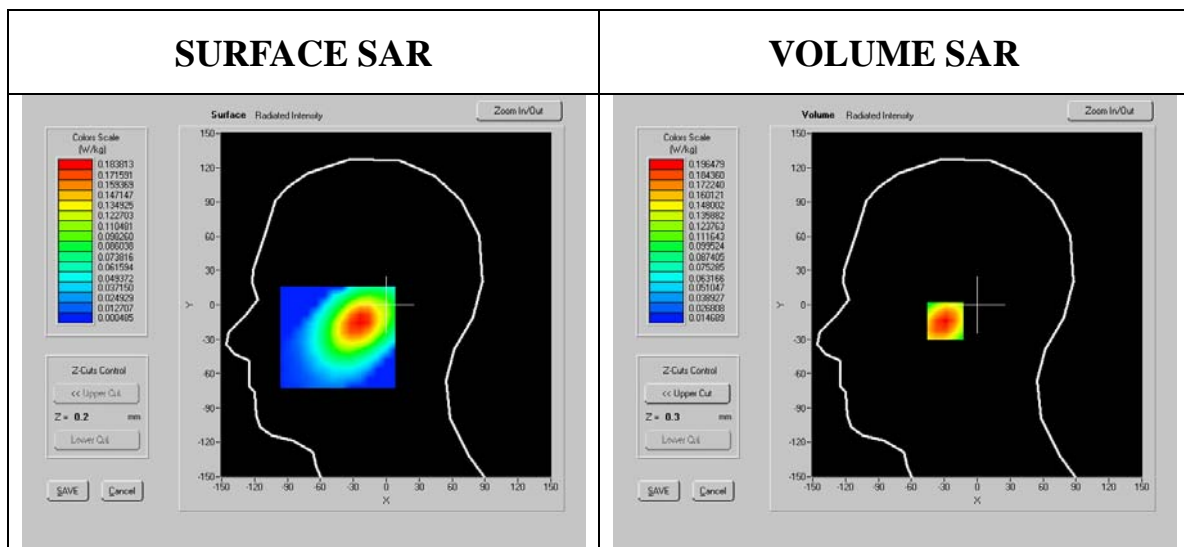 SURFACE SAR
VOLUME SAR
Surface Radiated Intensity
Zoom In/Out
Colors Scale
(W/kg)
0.183813
0.171591
0.159369
0.147147
0.134925
0.122703
0.110481
0.098260
0.086038
0.073816
0.061594
0.049372
0.037150
0.024929
0.012707
0.000485
150
120
90
60
30
0
-30
-60
-90
-120
-150
Y
-150 -120 -90 -60 -30 0 30 60 90 120 150
X
Z-Cuts Control
<< Upper Cut
Z = 0.2 mm
Lower Cut
SAVE Cancel
Volume Radiated Intensity
Zoom In/Out
Colors Scale
(W/kg)
0.196479
0.184360
0.172240
0.160121
0.148002
0.135882
0.123763
0.111643
0.099524
0.087405
0.075285
0.063166
0.051047
0.038927
0.026808
0.014689
150
120
90
60
30
0
-30
-60
-90
-120
-150
Y
-150 -120 -90 -60 -30 0 30 60 90 120 150
X
Z-Cuts Control
<< Upper Cut
Z = 0.3 mm
Lower Cut
SAVE Cancel